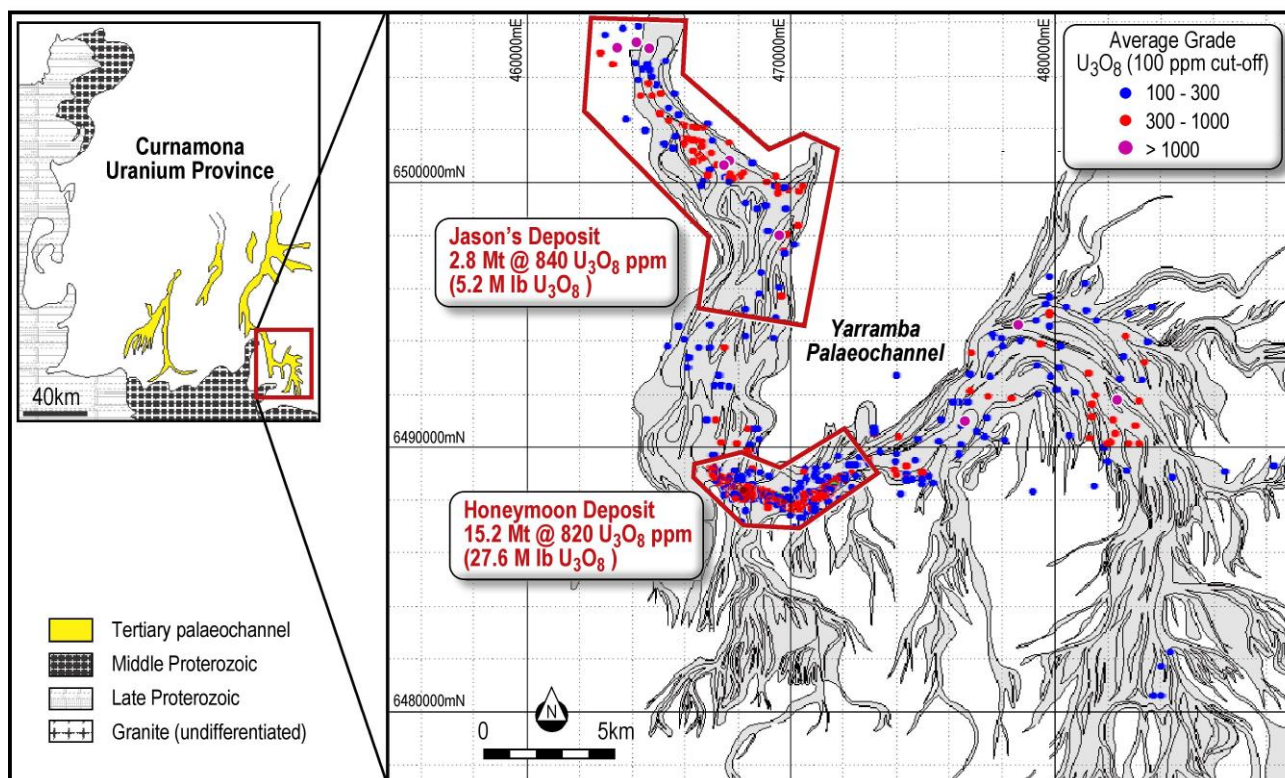 Curnamona
Uranium Province
40km
Tertiary palaeochannel
Middle Proterozoic
Late Proterozoic
Granite (undifferentiated)
460000mE
470000mE
480000mE
Average Grade
U₃O₈ (100 ppm cut-off)
100 - 300
300 - 1000
> 1000
6500000mN
Jason's Deposit
2.8 Mt @ 840 U₃O₈ ppm
(5.2 M lb U₃O₈ )
Yarramba
Palaeochannel
6490000mN
Honeymoon Deposit
15.2 Mt @ 820 U₃O₈ ppm
(27.6 M lb U₃O₈ )
6480000mN
N
0 5km